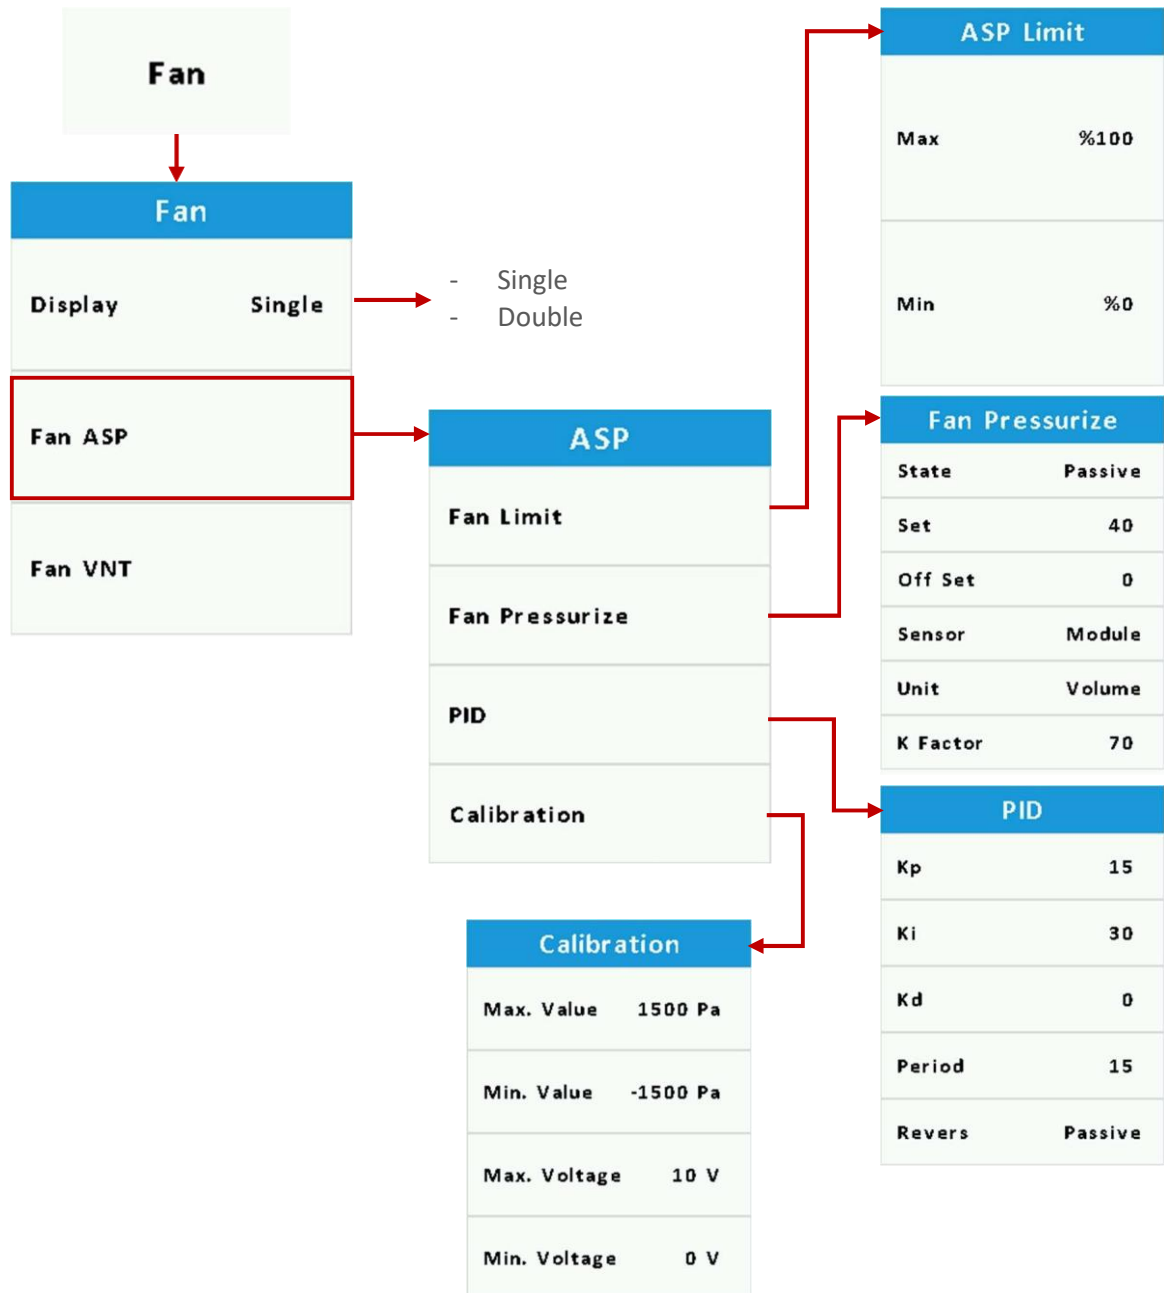 Fan
Fan
Display Single
- Single
- Double
Fan ASP
Fan VNT
ASP
Fan Limit
Fan Pressurize
PID
Calibration
ASP Limit
Max %100
Min %0
Fan Pressurize
State Passive
Set 40
Off Set 0
Sensor Module
Unit Volume
K Factor 70
PID
Kp 15
Ki 30
Kd 0
Period 15
Revers Passive
Calibration
Max. Value 1500 Pa
Min. Value -1500 Pa
Max. Voltage 10 V
Min. Voltage 0 V